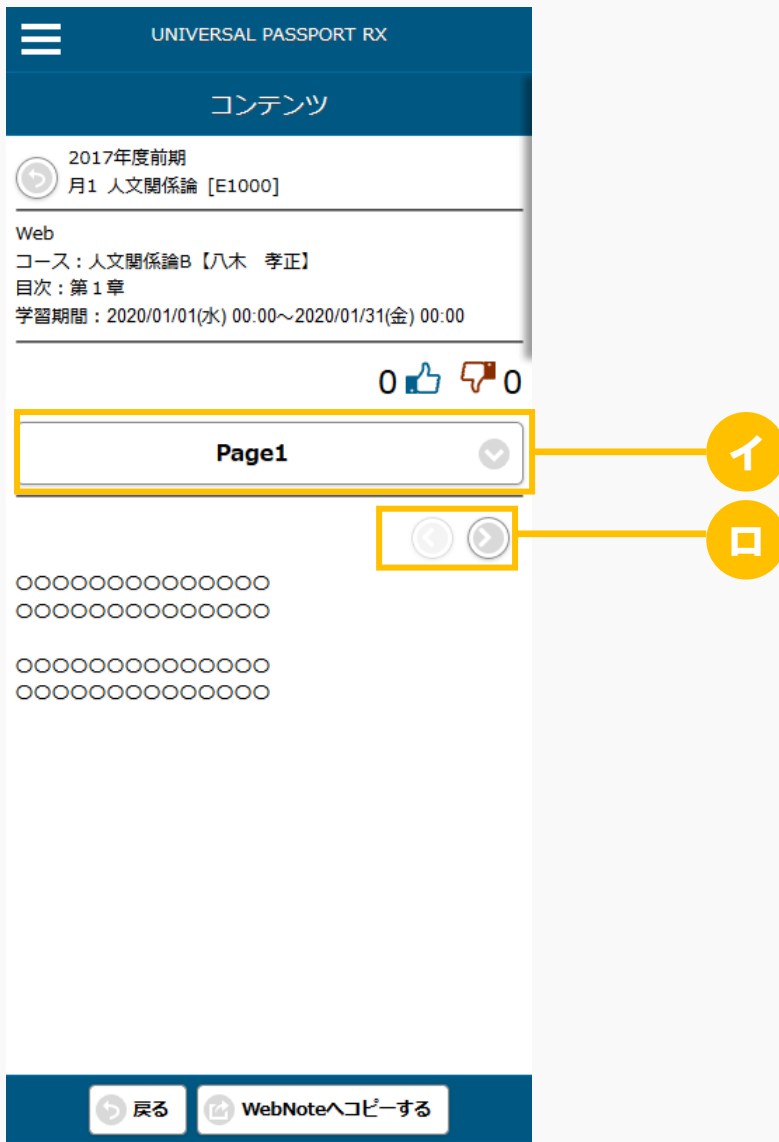 UNIVERSAL PASSPORT RX
コンテンツ
2017年度前期
月1 人文関係論 [E1000]
Web
コース：人文関係論B【八木　孝正】
目次：第１章
学習期間：2020/01/01(水) 00:00～2020/01/31(金) 00:00
0 0
Page1
イ
ロ
○○○○○○○○○○○○○○
○○○○○○○○○○○○○○
○○○○○○○○○○○○○○
○○○○○○○○○○○○○○
戻る WebNoteへコピーする